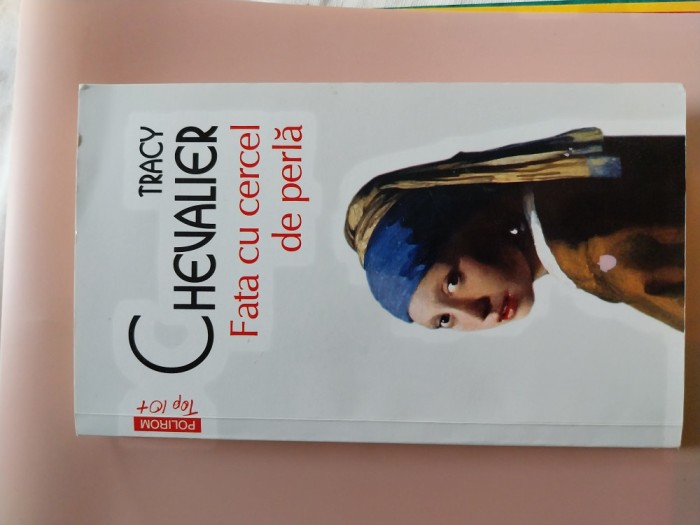 TRACY
CHEVALIER
Fata cu cercel
de perlă
Top 10+
POLIROM